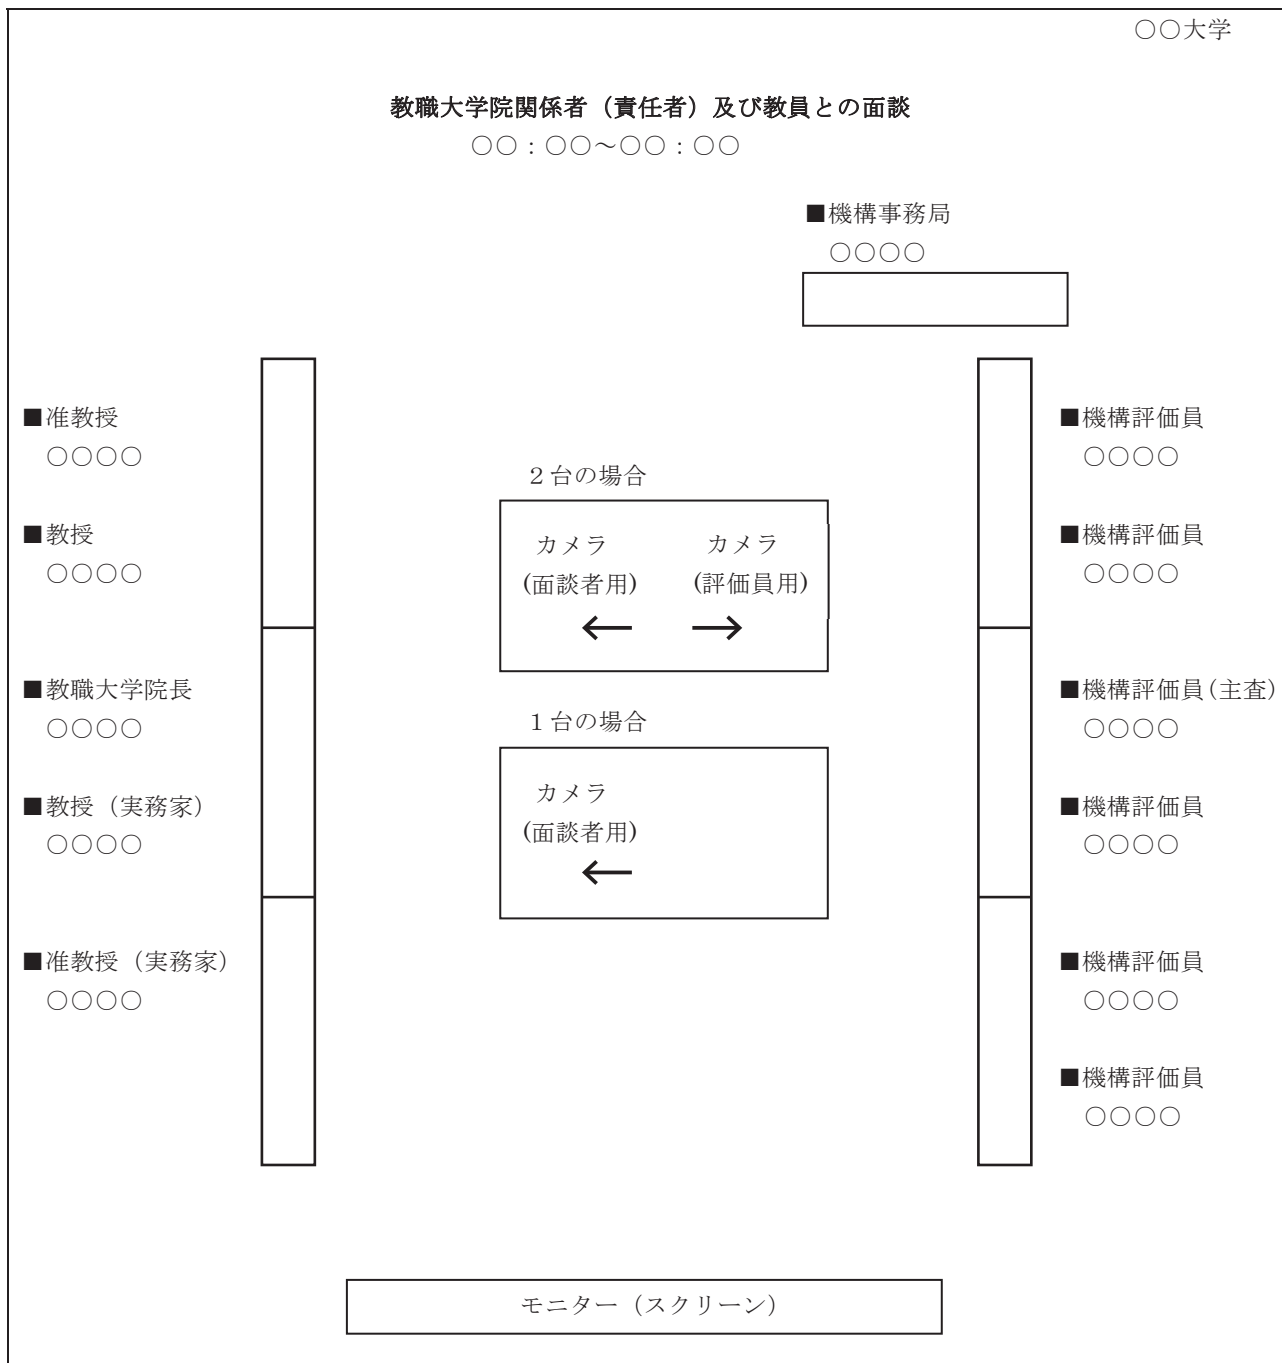 ○○大学
教職大学院関係者（責任者）及び教員との面談
○○：○○～○○：○○
■機構事務局
○○○○
■准教授
○○○○
■教授
○○○○
■教職大学院長
○○○○
■教授（実務家）
○○○○
■准教授（実務家）
○○○○
２台の場合
カメラ
(面談者用)
←
カメラ
(評価員用)
→
１台の場合
カメラ
(面談者用)
←
■機構評価員
○○○○
■機構評価員
○○○○
■機構評価員(主査)
○○○○
■機構評価員
○○○○
■機構評価員
○○○○
■機構評価員
○○○○
モニター（スクリーン）